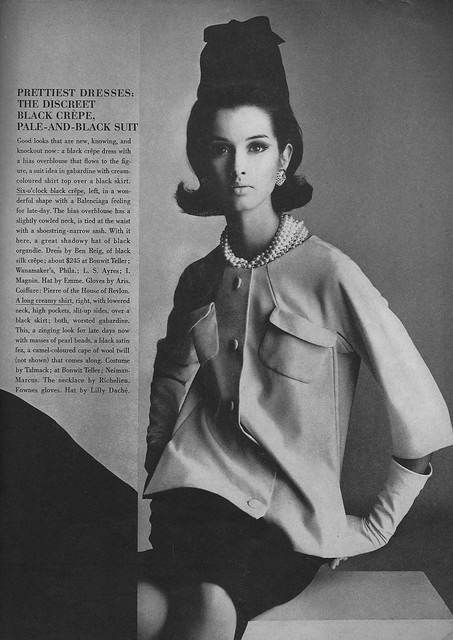 PRETTIEST DRESSES:
THE DISCREET
BLACK CRÊPE,
PALE-AND-BLACK SUIT
Good looks that are new, knowing, and
knockout now: a black crêpe dress with
a bias overblouse that flows to the fig-
ure, a suit idea in gabardine with cream-
coloured shirt top over a black skirt.
Six-o'clock black crêpe, left, in a won-
derful shape with a Balenciaga feeling
for late-day. The bias overblouse has a
slightly cowled neck, is tied at the waist
with a shoestring-narrow sash. With it
here, a great shadowy hat of black
organdie. Dress by Ben Reig, of black
silk crêpe; about $245 at Bonwit Teller;
Wanamaker's, Phila.; L. S. Ayres; I.
Magnin. Hat by Emme. Gloves by Aris.
Coiffure: Pierre of the House of Revlon.
A long creamy shirt, right, with lowered
neck, high pockets, slit-up sides, over a
black skirt; both, worsted gabardine.
This, a zinging look for late days now
with masses of pearl beads, a black satin
fez, a camel-coloured cape of wool twill
(not shown) that comes along. Costume
by Talmack; at Bonwit Teller; Neiman-
Marcus. The necklace by Richelieu.
Fownes gloves. Hat by Lilly Daché.